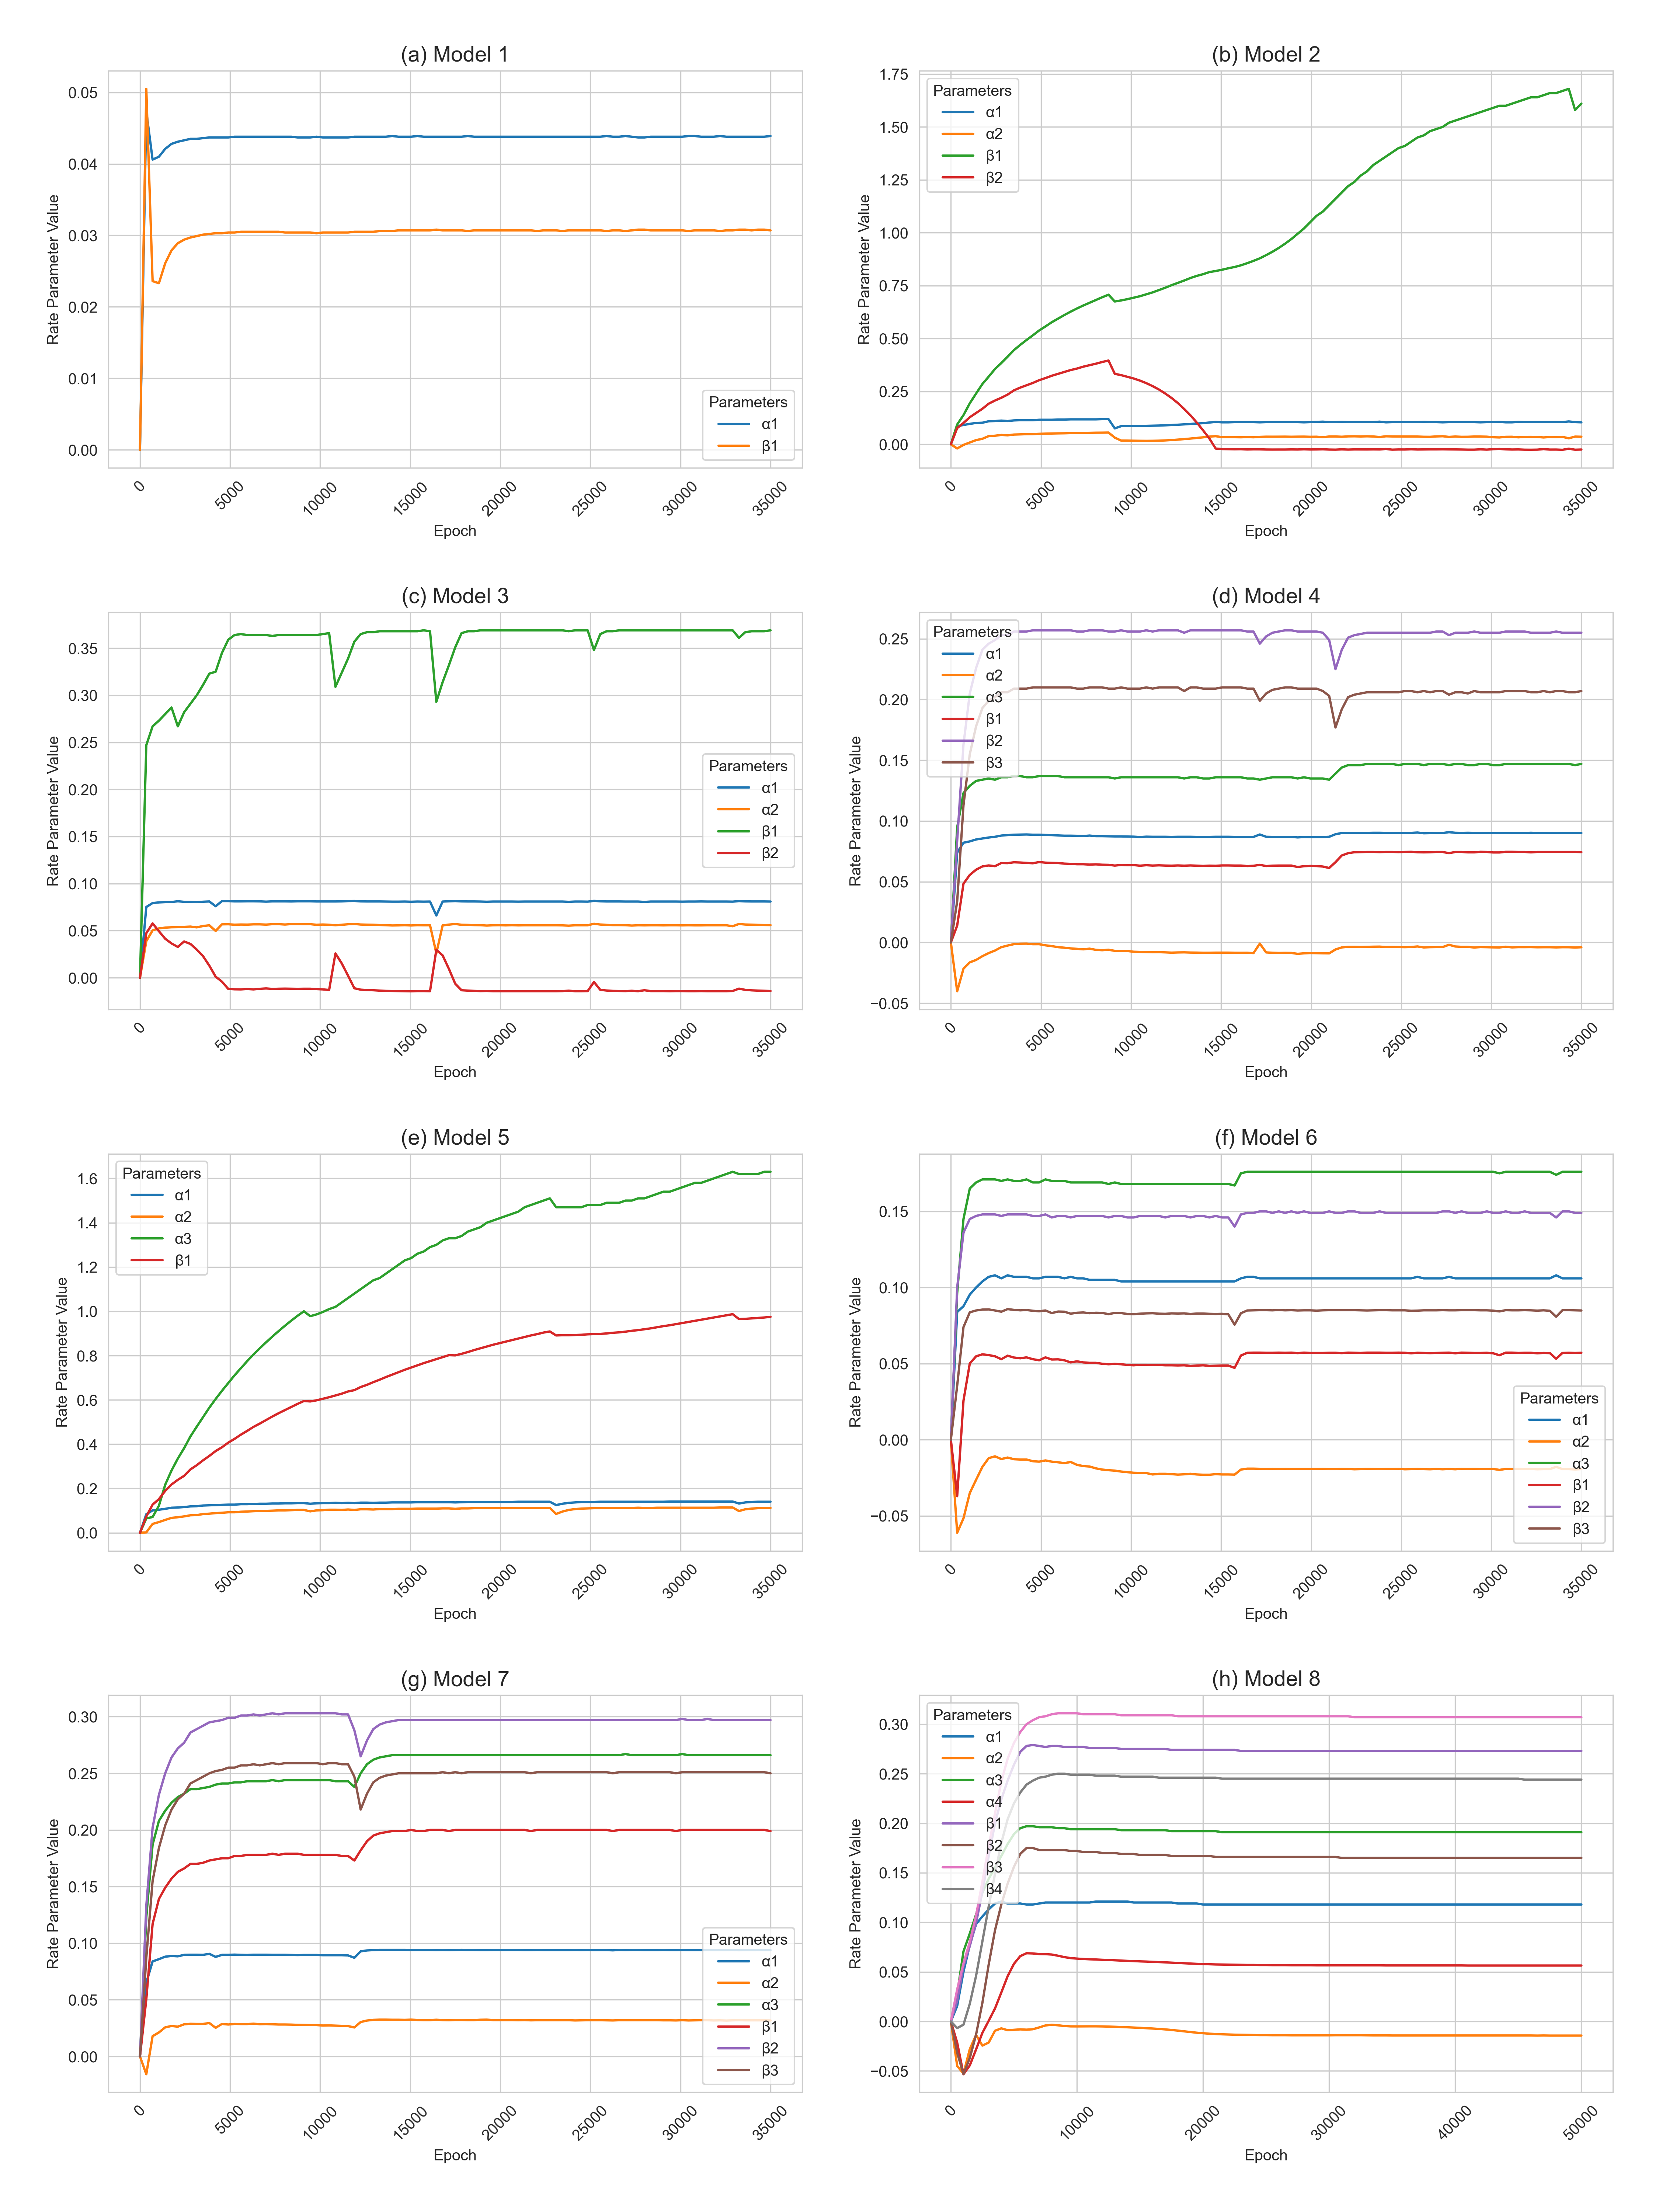 (a) Model 1
Rate Parameter Value
0.05
0.04
0.03
0.02
0.01
0.00
Parameters
α1
β1
0 5000 10000 15000 20000 25000 30000 35000
Epoch
(b) Model 2
Rate Parameter Value
1.75
1.50
1.25
1.00
0.75
0.50
0.25
0.00
Parameters
α1
α2
β1
β2
0 5000 10000 15000 20000 25000 30000 35000
Epoch
(c) Model 3
Rate Parameter Value
0.35
0.30
0.25
0.20
0.15
0.10
0.05
0.00
Parameters
α1
α2
β1
β2
0 5000 10000 15000 20000 25000 30000 35000
Epoch
(d) Model 4
Rate Parameter Value
0.25
0.20
0.15
0.10
0.05
0.00
−0.05
Parameters
α1
α2
α3
β1
β2
β3
0 5000 10000 15000 20000 25000 30000 35000
Epoch
(e) Model 5
Rate Parameter Value
1.6
1.4
1.2
1.0
0.8
0.6
0.4
0.2
0.0
Parameters
α1
α2
α3
β1
0 5000 10000 15000 20000 25000 30000 35000
Epoch
(f) Model 6
Rate Parameter Value
0.15
0.10
0.05
0.00
−0.05
Parameters
α1
α2
α3
β1
β2
β3
0 5000 10000 15000 20000 25000 30000 35000
Epoch
(g) Model 7
Rate Parameter Value
0.30
0.25
0.20
0.15
0.10
0.05
0.00
Parameters
α1
α2
α3
β1
β2
β3
0 5000 10000 15000 20000 25000 30000 35000
Epoch
(h) Model 8
Rate Parameter Value
0.30
0.25
0.20
0.15
0.10
0.05
0.00
−0.05
Parameters
α1
α2
α3
α4
β1
β2
β3
β4
0 10000 20000 30000 40000 50000
Epoch